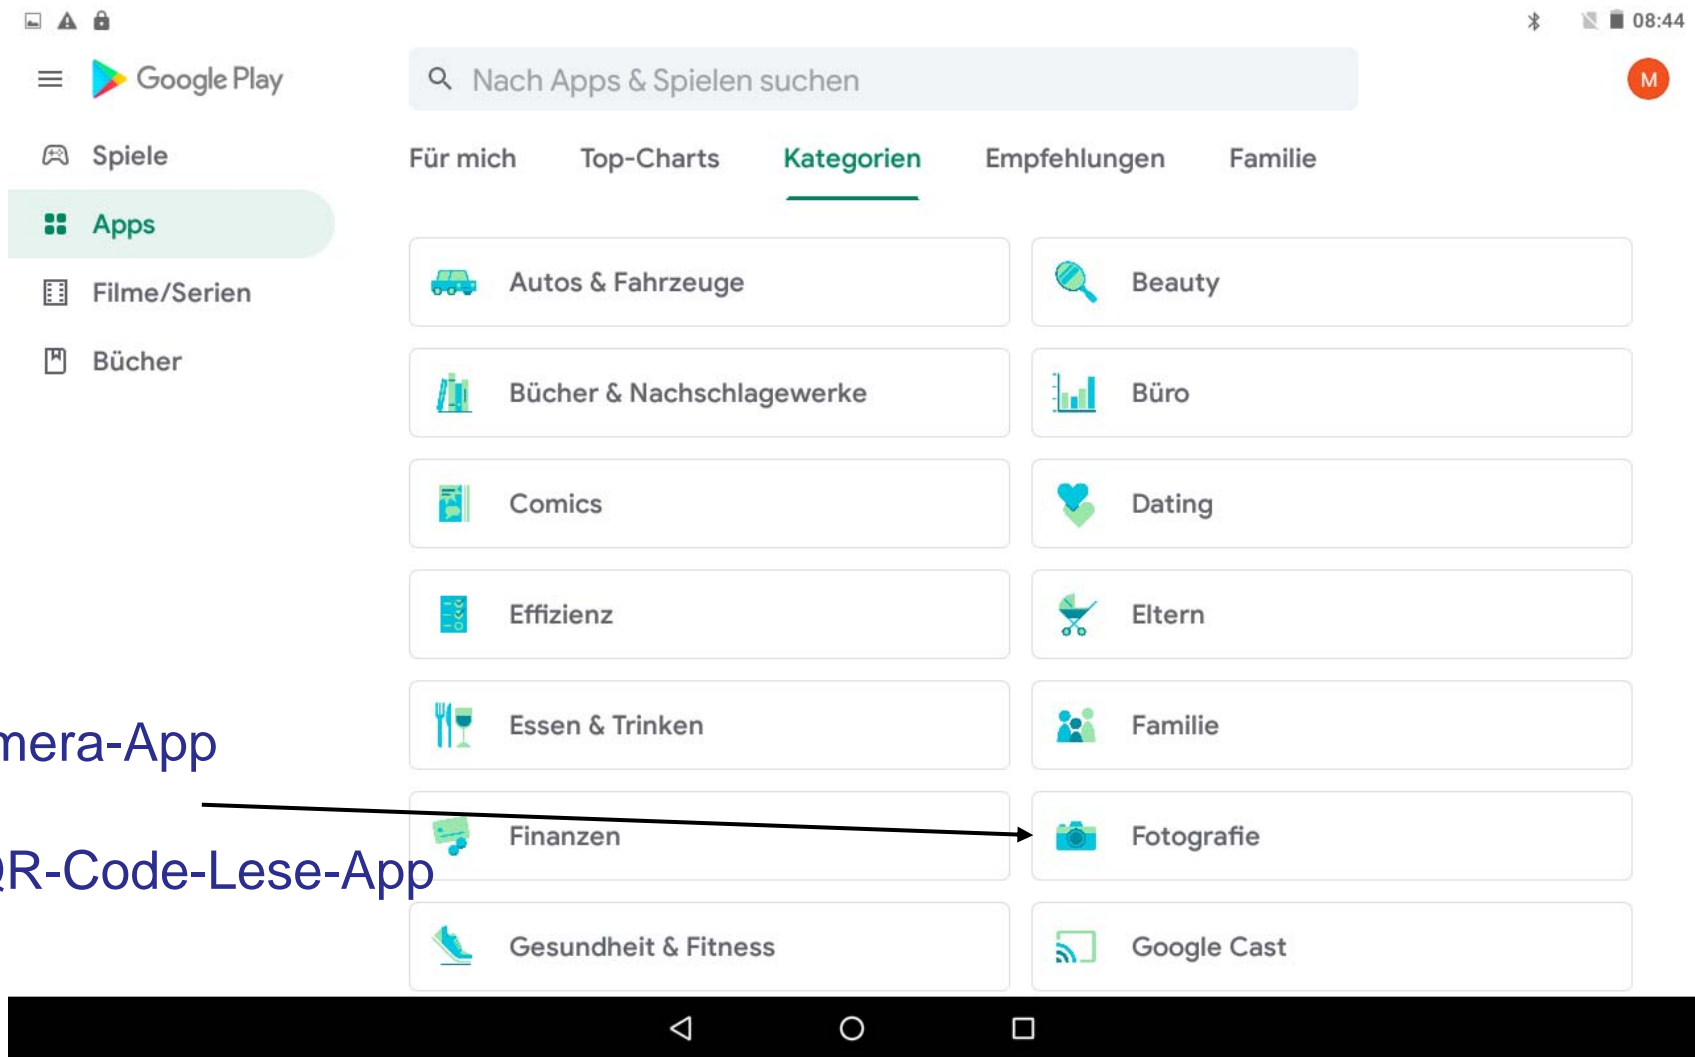 08:44
Google Play
Nach Apps & Spielen suchen
M
Spiele
Apps
Filme/Serien
Bücher
Für mich Top-Charts Kategorien Empfehlungen Familie
Autos & Fahrzeuge Beauty
Bücher & Nachschlagewerke Büro
Comics Dating
Effizienz Eltern
Essen & Trinken Familie
mera-App
Finanzen Fotografie
QR-Code-Lese-App
Gesundheit & Fitness Google Cast